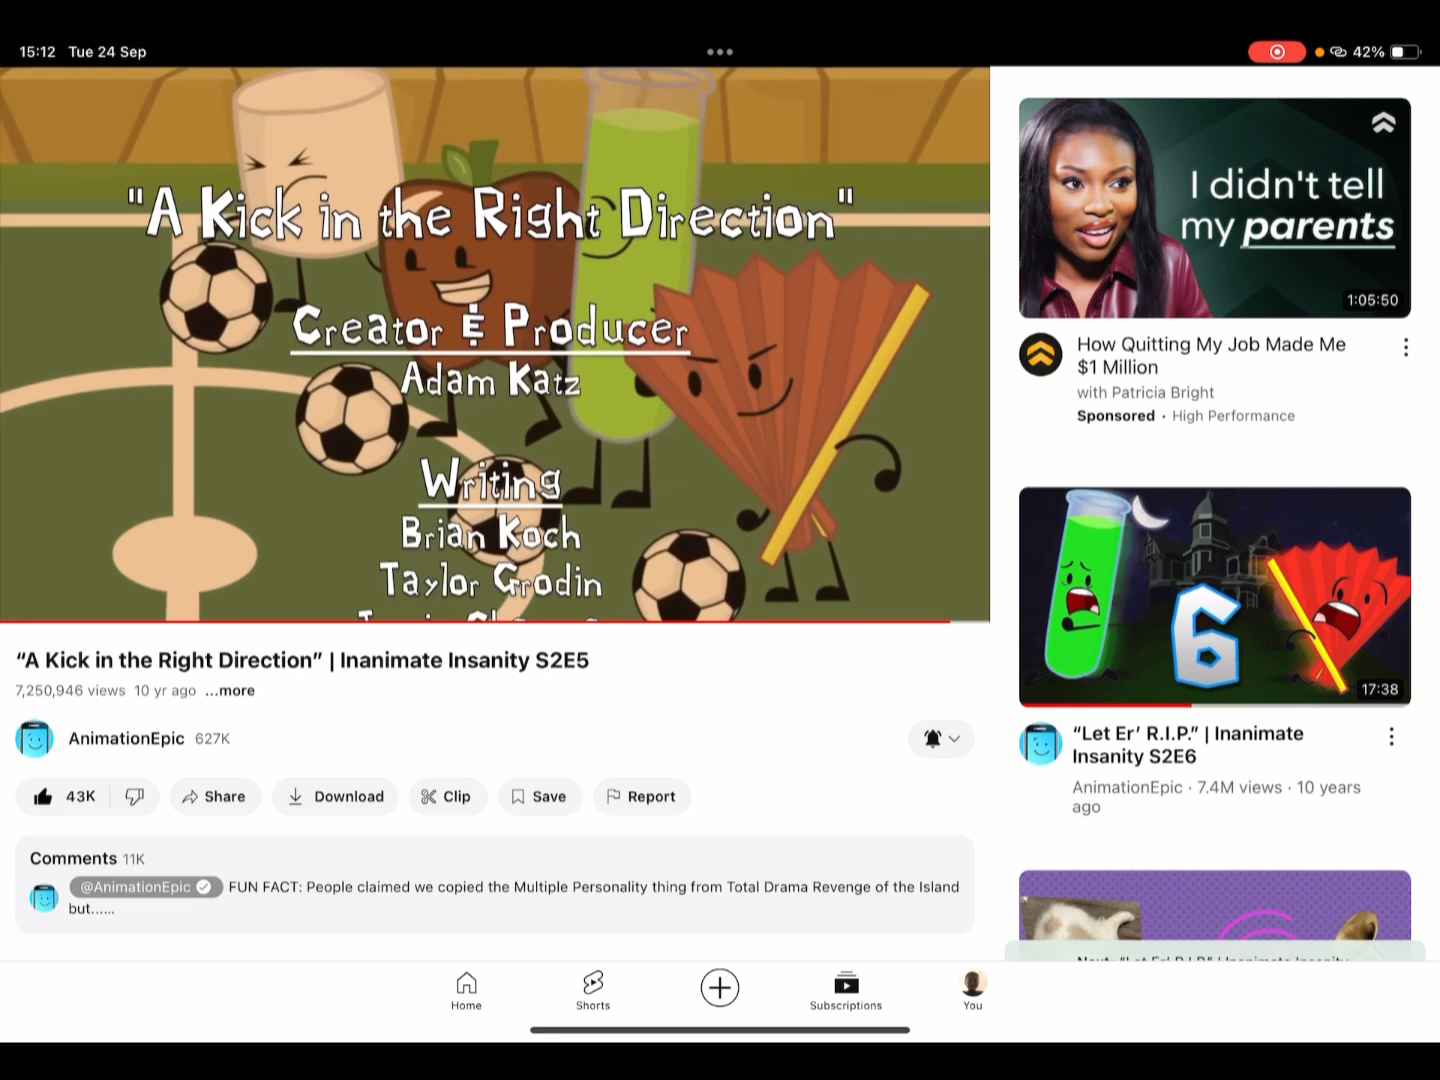 15:12 Tue 24 Sep
42%
"A Kick in the Right Direction"
Creator & Producer
Adam Katz
Writing
Brian Koch
Taylor Grodin
“A Kick in the Right Direction” | Inanimate Insanity S2E5
7,250,946 views 10 yr ago ...more
AnimationEpic 627K
43K Share Download Clip Save Report
Comments 11K
@AnimationEpic FUN FACT: People claimed we copied the Multiple Personality thing from Total Drama Revenge of the Island
but......
I didn't tell
my parents
1:05:50
How Quitting My Job Made Me
$1 Million
with Patricia Bright
Sponsored · High Performance
6
17:38
“Let Er’ R.I.P.” | Inanimate
Insanity S2E6
AnimationEpic · 7.4M views · 10 years
ago
Home Shorts Subscriptions You